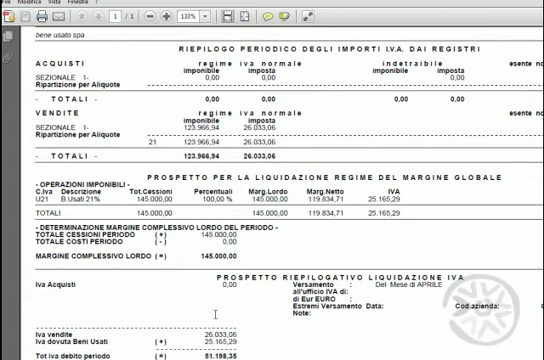 File Modifica Vista Finestra ?
1 / 1 133%
bene usato spa
RIEPILOGO PERIODICO DEGLI IMPORTI I.V.A. DAI REGISTRI
ACQUISTI regime iva normale indetraibile esente no
imponibile imposta imponibile imposta
SEZIONALE 1- 0,00 0,00 0,00
Ripartizione per Aliquote
- TOTALI - 0,00 0,00 0,00 0,00
VENDITE regime iva normale
imponibile imposta
SEZIONALE 1- 123.966,94 26.033,06
Ripartizione per Aliquote
21 123.966,94 26.033,06
- TOTALI - 123.966,94 26.033,06
PROSPETTO PER LA LIQUIDAZIONE REGIME DEL MARGINE GLOBALE
- OPERAZIONI IMPONIBILI -
C.Iva Descrizione Tot.Cessioni Percentuali Marg.Lordo Marg.Netto IVA
U21 B.Usati 21% 145.000,00 100,00 % 145.000,00 119.834,71 25.165,29
TOTALI 145.000,00 145.000,00 119.834,71 25.165,29
- DETERMINAZIONE MARGINE COMPLESSIVO LORDO DEL PERIODO -
TOTALE CESSIONI PERIODO (+) 145.000,00
TOTALE COSTI PERIODO (-) 0,00
MARGINE COMPLESSIVO LORDO (=) 145.000,00
PROSPETTO RIEPILOGATIVO LIQUIDAZIONE IVA
Iva Acquisti 0,00 Versamento : Del Mese di APRILE
all'ufficio IVA di:
di Eur EURO :
Estremi Versamento Data: Cod.azienda:
Note:
Iva vendite 26.033,06
Iva dovuta Beni Usati (+) 25.165,29
Tot iva debito periodo (=) 51.198,35